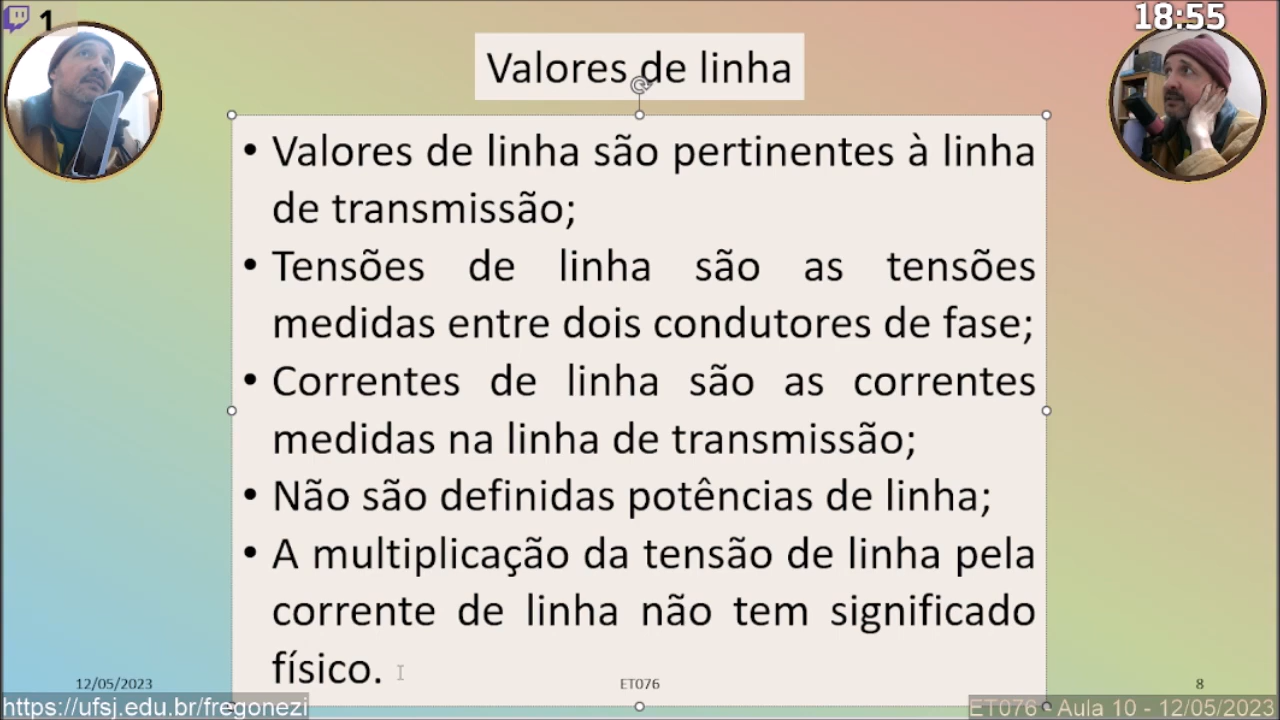 1
18:55
Valores de linha
• Valores de linha são pertinentes à linha
de transmissão;
• Tensões de linha são as tensões
medidas entre dois condutores de fase;
• Correntes de linha são as correntes
medidas na linha de transmissão;
• Não são definidas potências de linha;
• A multiplicação da tensão de linha pela
corrente de linha não tem significado
físico.
12/05/2023
ET076
8
https://ufsj.edu.br/fregonezi
ET076 - Aula 10 - 12/05/2023